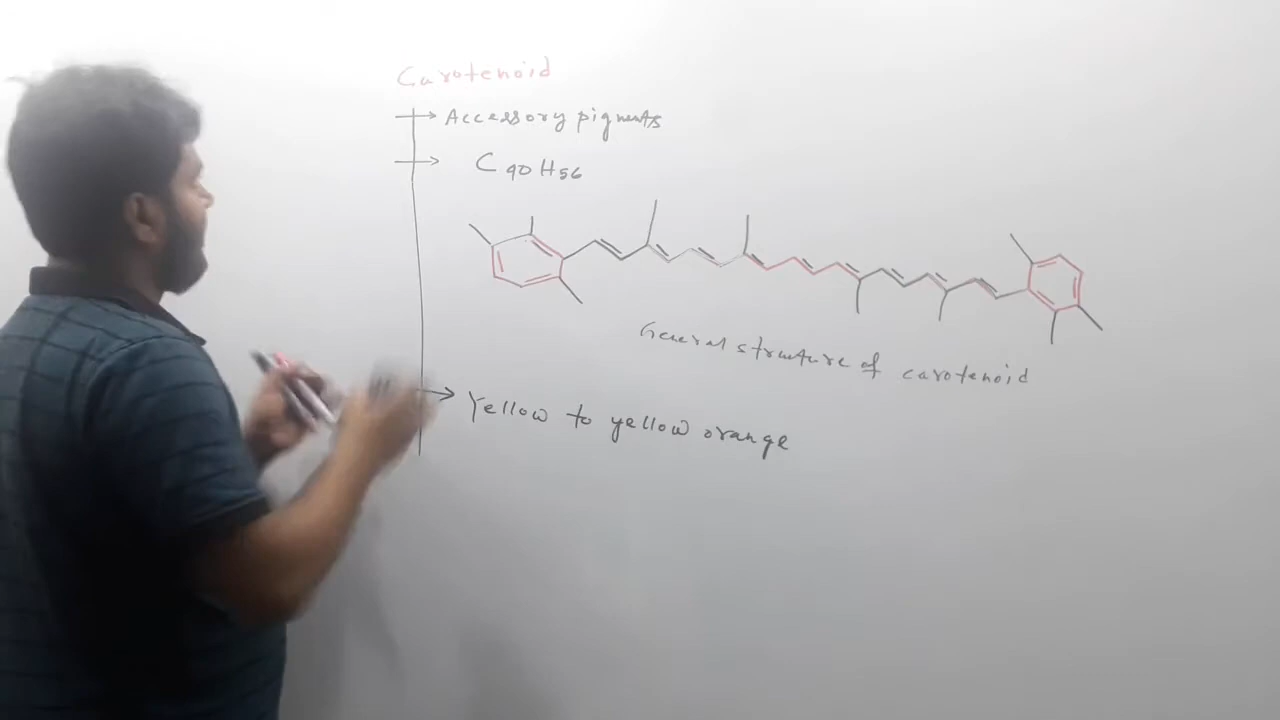 Carotenoid
Accessory pigments
C40H56
General structure of carotenoid
Yellow to yellow orange